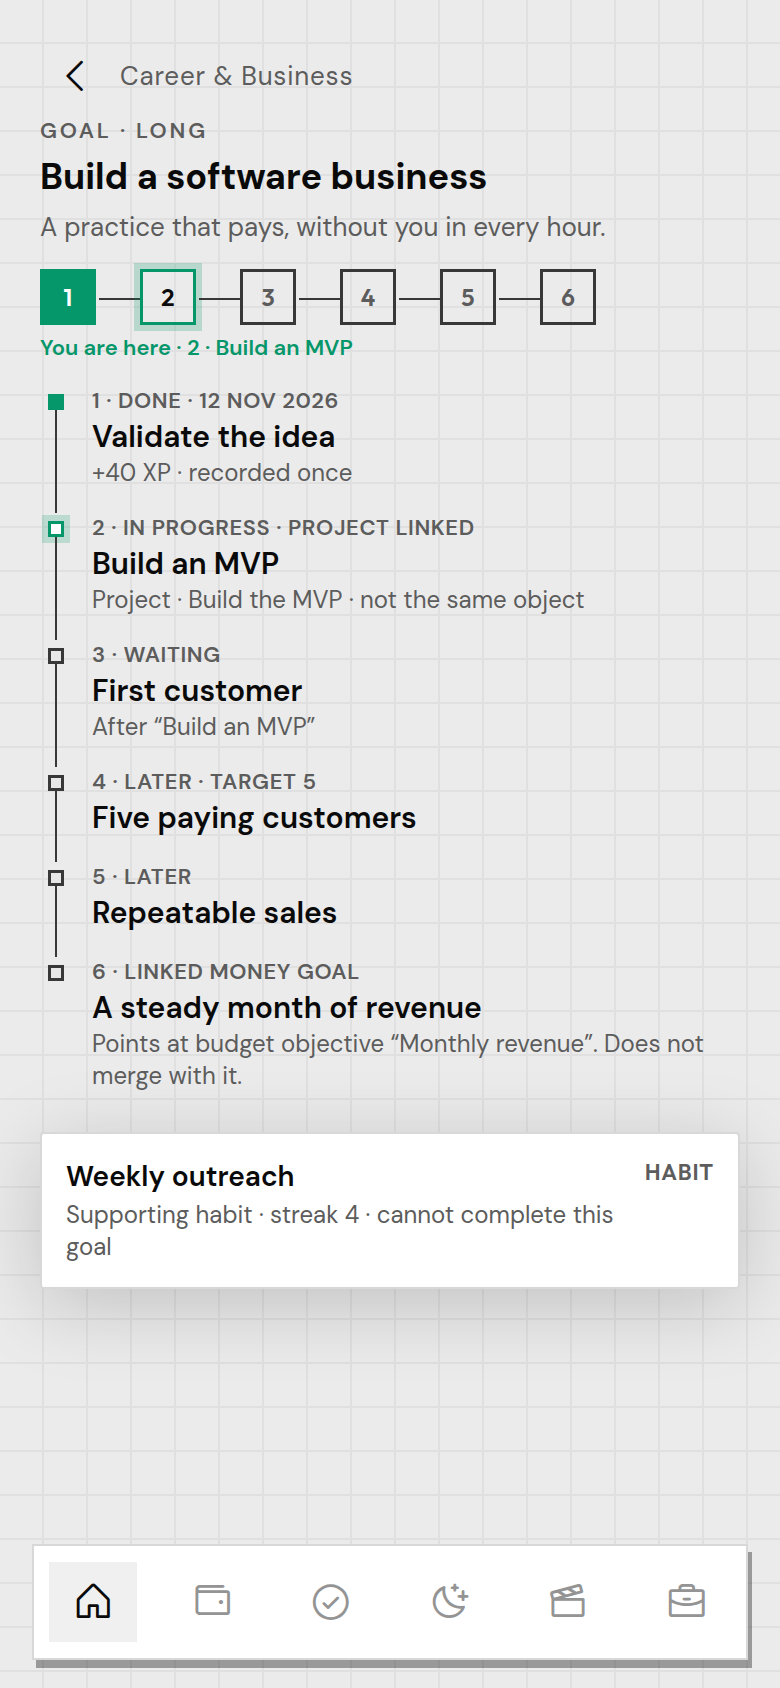 Career & Business
GOAL · LONG
Build a software business
A practice that pays, without you in every hour.
1 2 3 4 5 6
You are here · 2 · Build an MVP
1 · DONE · 12 NOV 2026
Validate the idea
+40 XP · recorded once
2 · IN PROGRESS · PROJECT LINKED
Build an MVP
Project · Build the MVP · not the same object
3 · WAITING
First customer
After “Build an MVP”
4 · LATER · TARGET 5
Five paying customers
5 · LATER
Repeatable sales
6 · LINKED MONEY GOAL
A steady month of revenue
Points at budget objective “Monthly revenue”. Does not
merge with it.
Weekly outreach
HABIT
Supporting habit · streak 4 · cannot complete this
goal